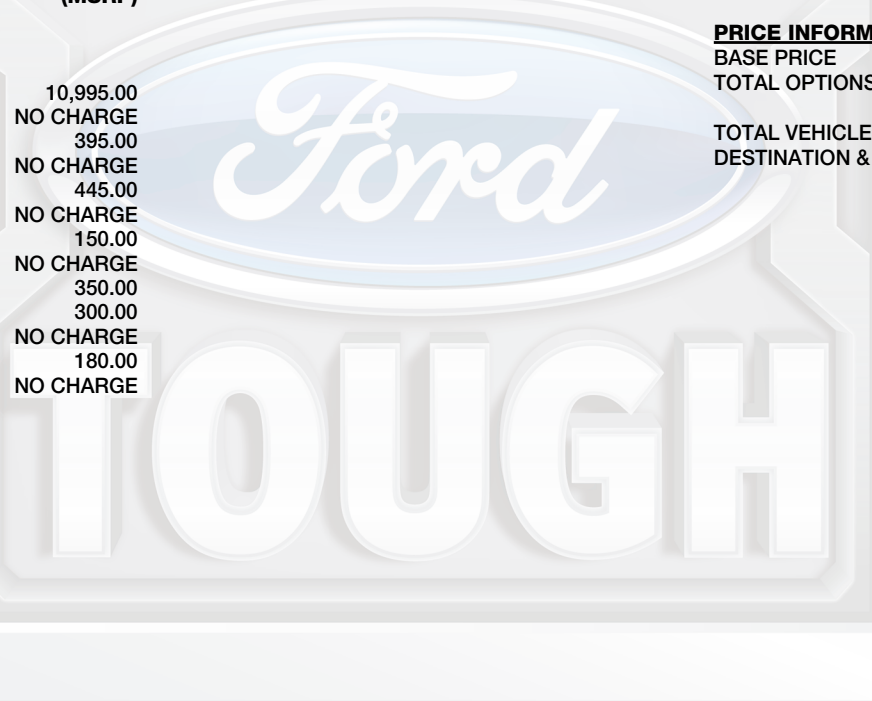 (MSRP)
10,995.00
NO CHARGE
395.00
NO CHARGE
445.00
NO CHARGE
150.00
NO CHARGE
350.00
300.00
NO CHARGE
180.00
NO CHARGE
PRICE INFORM
BASE PRICE
TOTAL OPTIONS
TOTAL VEHICLE
DESTINATION &
Ford
TOUGH